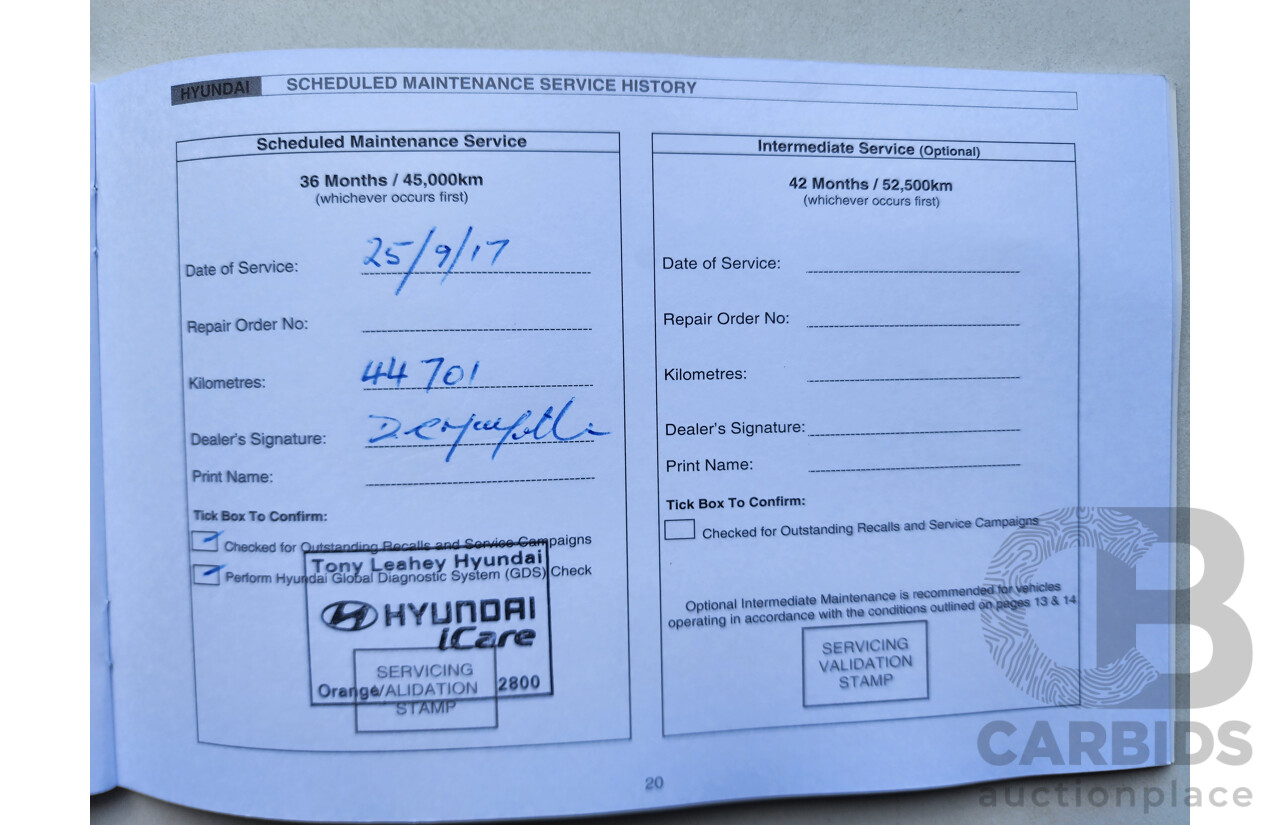 HYUNDAI SCHEDULED MAINTENANCE SERVICE HISTORY
Scheduled Maintenance Service
36 Months / 45,000km
(whichever occurs first)
Date of Service: 25/9/17
Repair Order No:
Kilometres: 44 701
Dealer's Signature:
Print Name:
Tick Box To Confirm:
Checked for Outstanding Recalls and Service Campaigns
Perform Hyundai Global Diagnostic System (GDS) Check
Tony Leahey Hyundai
HYUNDAI
iCare
Orange 2800
SERVICING
VALIDATION
STAMP
Intermediate Service (Optional)
42 Months / 52,500km
(whichever occurs first)
Date of Service:
Repair Order No:
Kilometres:
Dealer's Signature:
Print Name:
Tick Box To Confirm:
Checked for Outstanding Recalls and Service Campaigns
Optional Intermediate Maintenance is recommended for vehicles
operating in accordance with the conditions outlined on pages 13 & 14
SERVICING
VALIDATION
STAMP
20
CB
CARBIDS
auctionplace